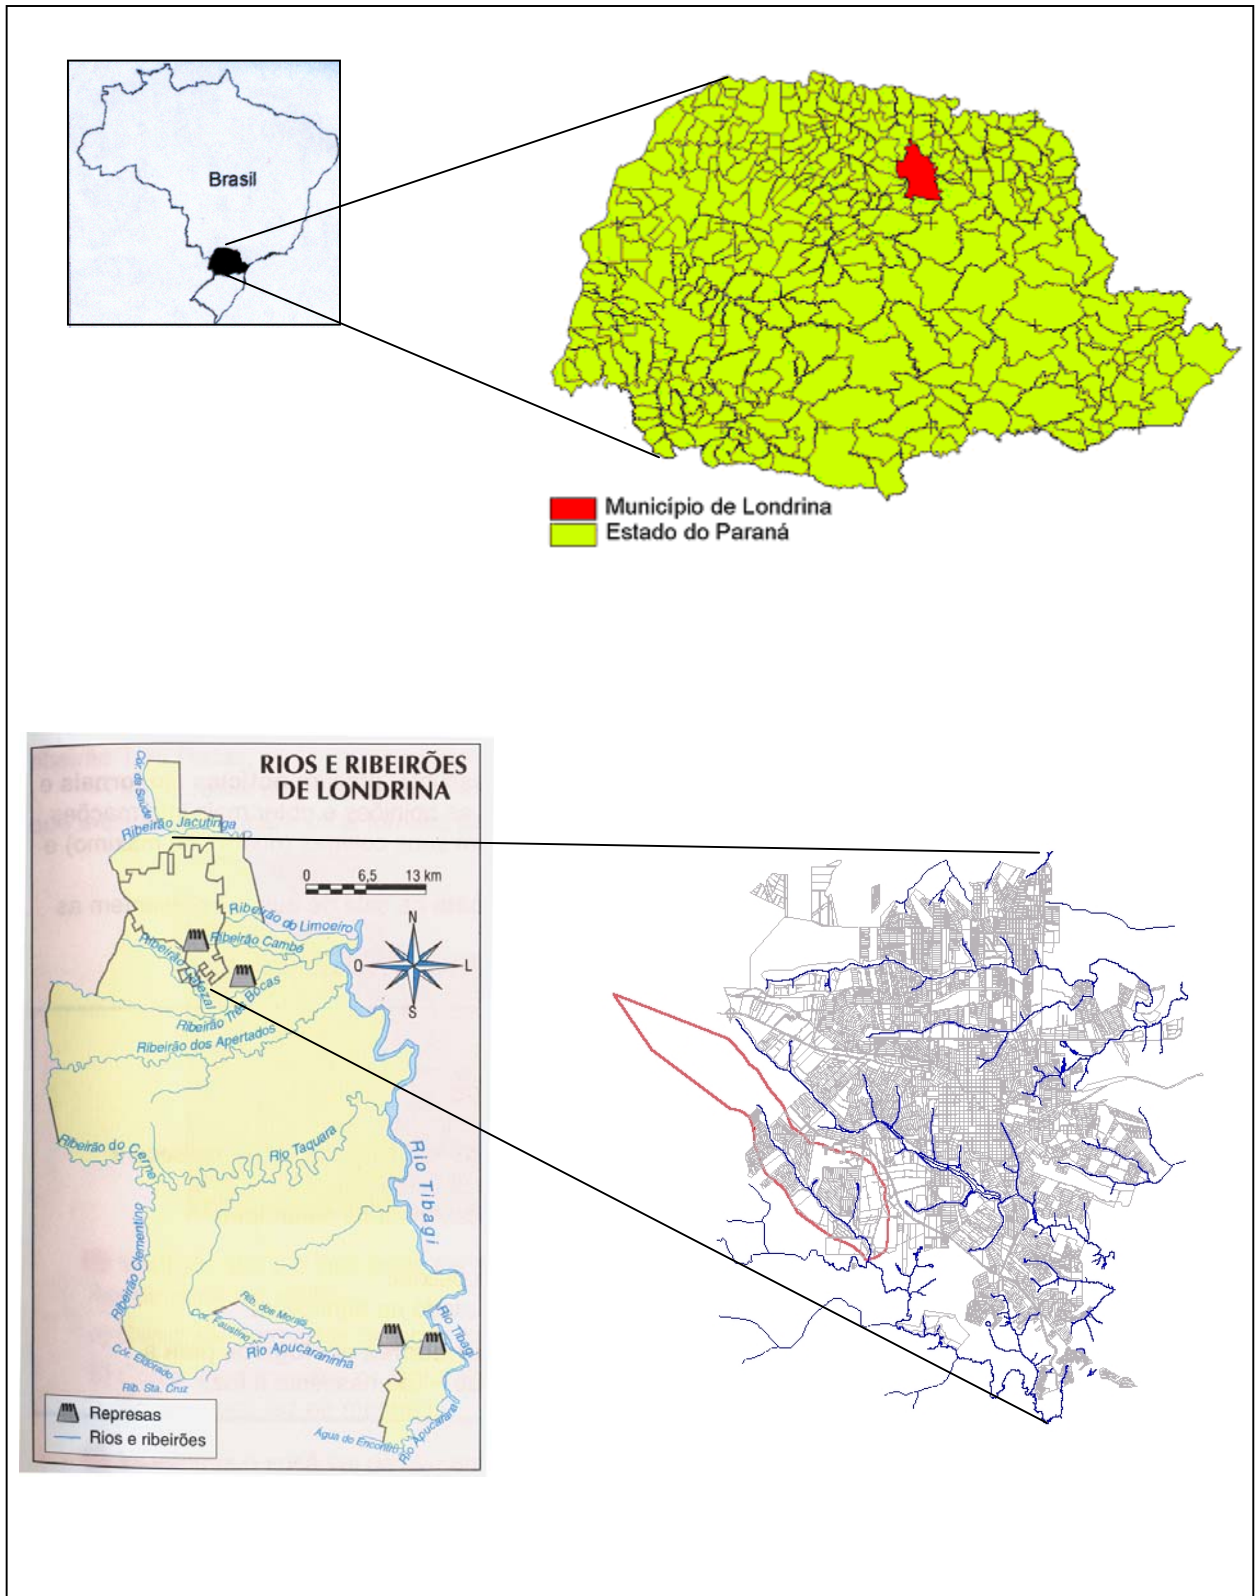 Brasil
Município de Londrina
Estado do Paraná
RIOS E RIBEIRÕES
DE LONDRINA
Cór. da Saúde
Ribeirão Jacutinga
0 6,5 13 km
Ribeirão do Limoeiro
Ribeirão Cambé
N
O L
S
Ribeirão Cafezal
Ribeirão Três Bocas
Ribeirão dos Apertados
Ribeirão do Cerne
Rio Taquara
Rio Tibagi
Ribeirão Clementino
Rib. dos Moraes
Cór. Faustino
Rio Tibagi
Rio Apucaraninha
Cór. Eldorado
Rib. Sta. Cruz
Represas
Rios e ribeirões
Água do Encontro
Rio Apucarana